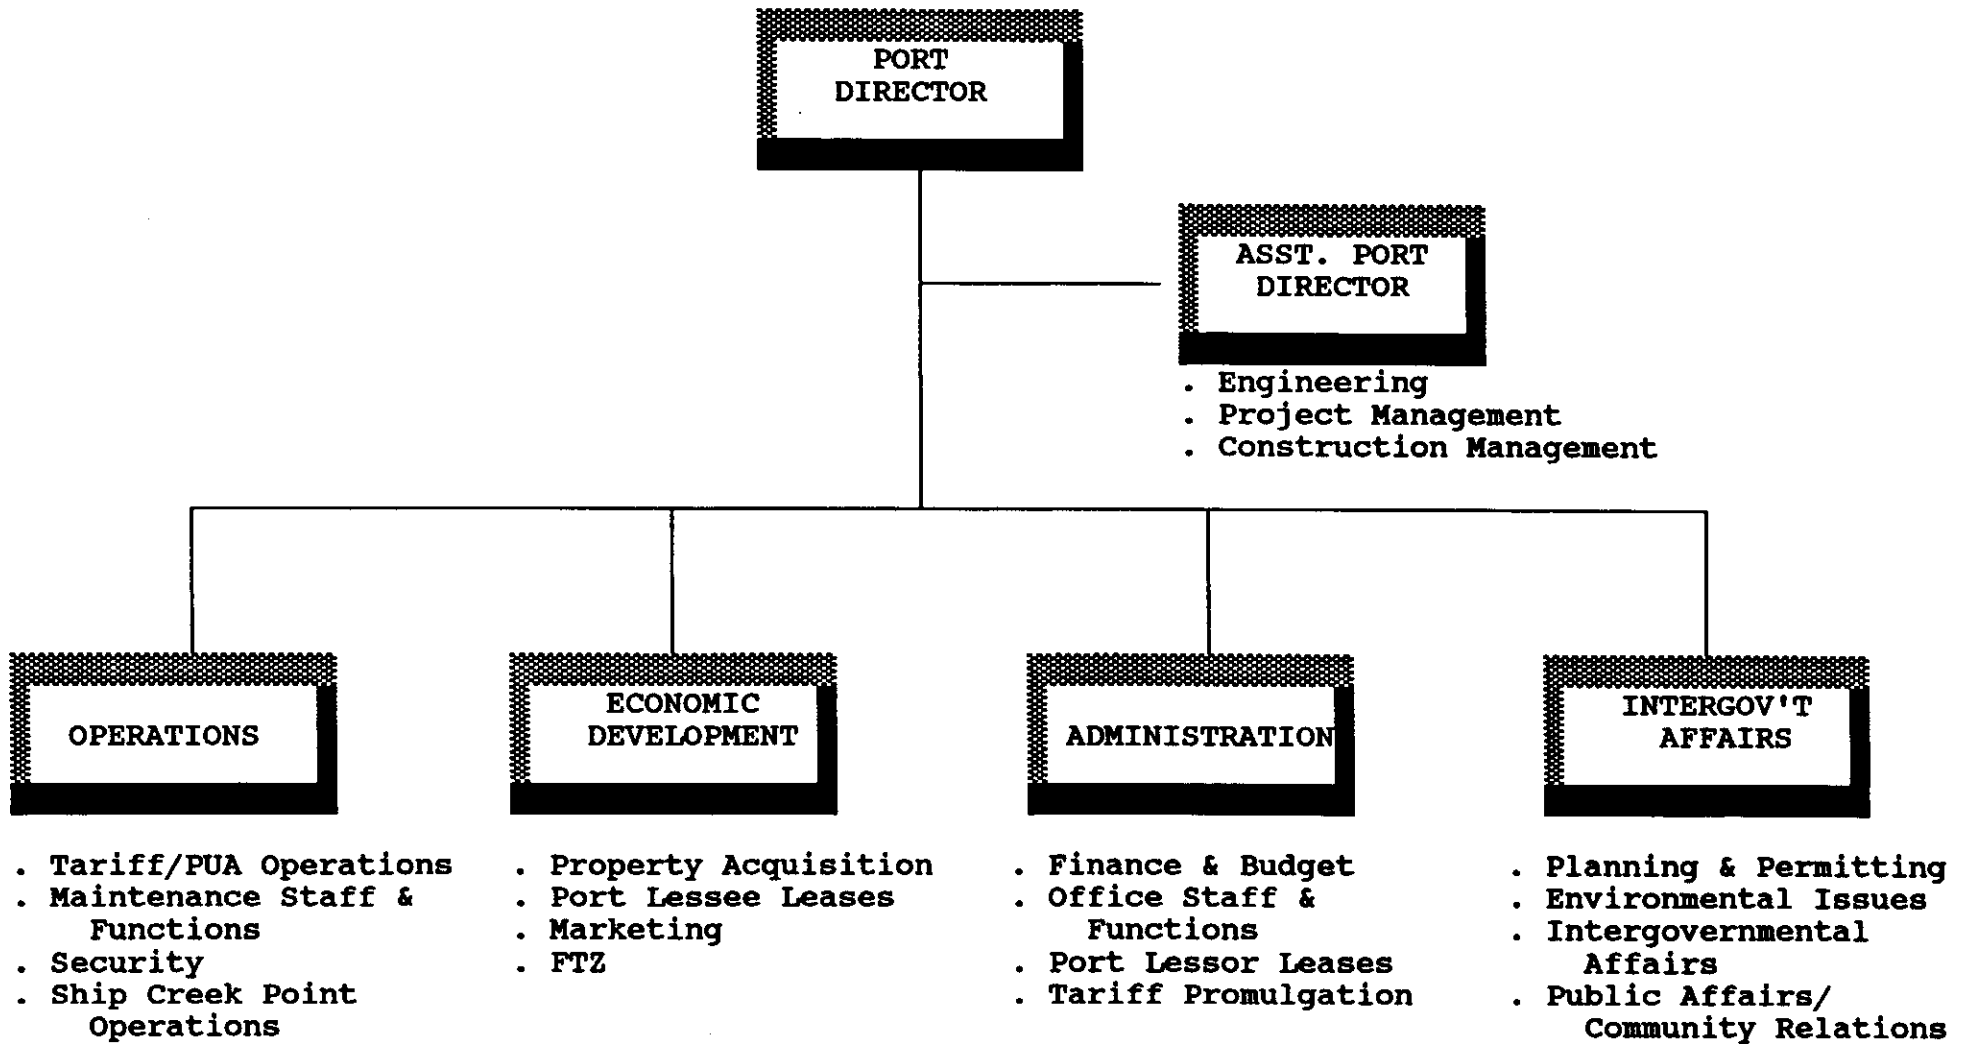 PORT
DIRECTOR
ASST. PORT
DIRECTOR
. Engineering
. Project Management
. Construction Management
OPERATIONS
. Tariff/PUA Operations
. Maintenance Staff &
Functions
. Security
. Ship Creek Point
Operations
ECONOMIC
DEVELOPMENT
. Property Acquisition
. Port Lessee Leases
. Marketing
. FTZ
ADMINISTRATION
. Finance & Budget
. Office Staff &
Functions
. Port Lessor Leases
. Tariff Promulgation
INTERGOV'T
AFFAIRS
. Planning & Permitting
. Environmental Issues
. Intergovernmental
Affairs
. Public Affairs/
Community Relations